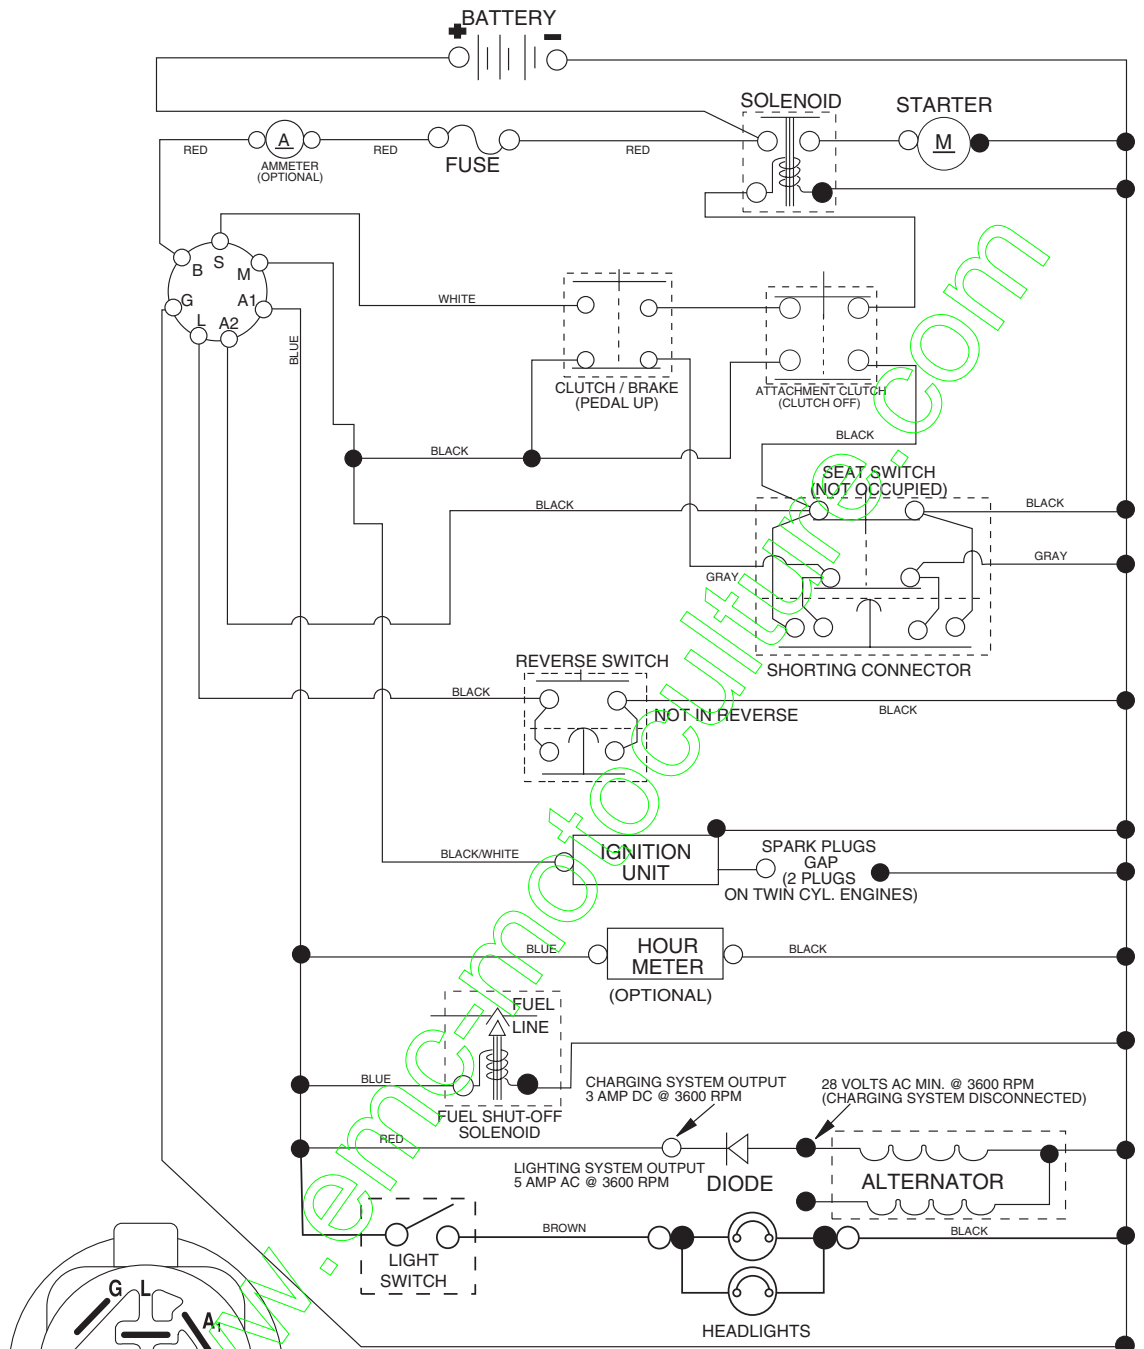 BATTERY
SOLENOID
STARTER
RED
A
RED
FUSE
RED
M
AMMETER
(OPTIONAL)
B
S
M
G
A1
L
A2
BLUE
WHITE
CLUTCH / BRAKE
(PEDAL UP)
ATTACHMENT CLUTCH
(CLUTCH OFF)
BLACK
BLACK
SEAT SWITCH
(NOT OCCUPIED)
BLACK
BLACK
GRAY
GRAY
SHORTING CONNECTOR
REVERSE SWITCH
BLACK
NOT IN REVERSE
BLACK
BLACK/WHITE
IGNITION
UNIT
SPARK PLUGS
GAP
(2 PLUGS
ON TWIN CYL. ENGINES)
BLUE
HOUR
METER
BLACK
(OPTIONAL)
FUEL
LINE
BLUE
FUEL SHUT-OFF
SOLENOID
CHARGING SYSTEM OUTPUT
3 AMP DC @ 3600 RPM
28 VOLTS AC MIN. @ 3600 RPM
(CHARGING SYSTEM DISCONNECTED)
RED
LIGHTING SYSTEM OUTPUT
5 AMP AC @ 3600 RPM
DIODE
ALTERNATOR
LIGHT
SWITCH
BROWN
BLACK
HEADLIGHTS
G
L
A1
w.emc-motoculture.com